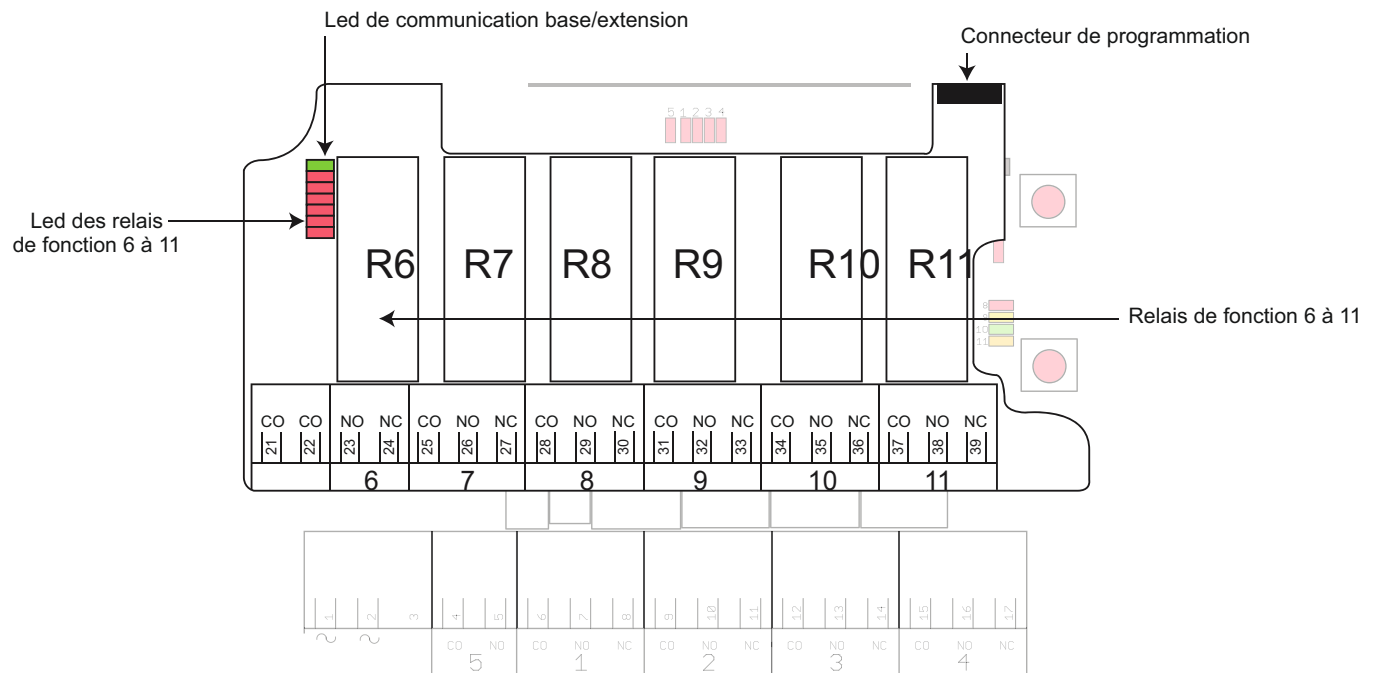 Led de communication base/extension
Connecteur de programmation
5 1 2 3 4
Led des relais
de fonction 6 à 11
R6 R7 R8 R9 R10 R11
8
10
11
Relais de fonction 6 à 11
CO CO NO NC CO NO NC CO NO NC CO NO NC CO NO NC CO NO NC
21 22 23 24 25 26 27 28 29 30 31 32 33 34 35 36 37 38 39
6 7 8 9 10 11
1 2 3 4 5 6 7 8 9 10 11 12 13 14 15 16 17
~ ~
CO NO CO NO NC CO NO NC CO NO NC CO NO NC
5 1 2 3 4